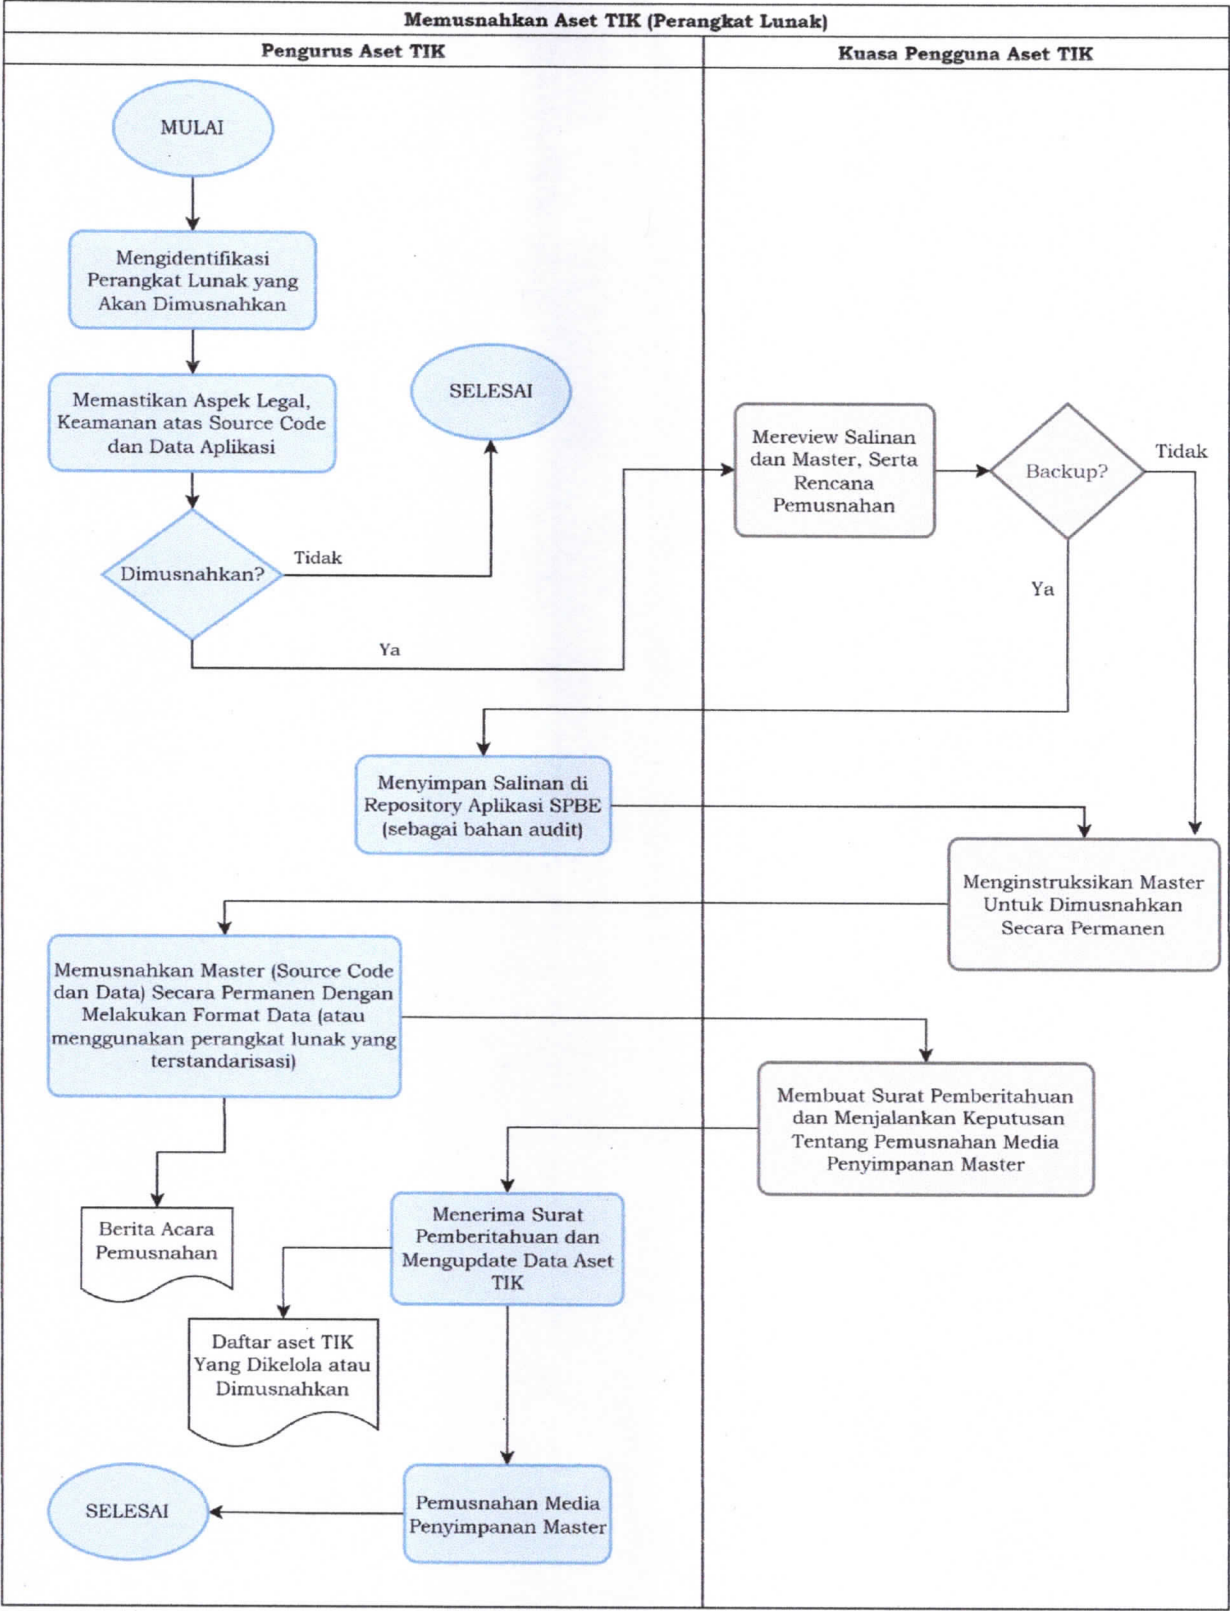 Memusnahkan Aset TIK (Perangkat Lunak)
Pengurus Aset TIK
Kuasa Pengguna Aset TIK
MULAI
Mengidentifikasi
Perangkat Lunak yang
Akan Dimusnahkan
Memastikan Aspek Legal,
Keamanan atas Source Code
dan Data Aplikasi
SELESAI
Dimusnahkan?
Tidak
Ya
Mereview Salinan
dan Master, Serta
Rencana
Pemusnahan
Backup?
Tidak
Ya
Menyimpan Salinan di
Repository Aplikasi SPBE
(sebagai bahan audit)
Menginstruksikan Master
Untuk Dimusnahkan
Secara Permanen
Memusnahkan Master (Source Code
dan Data) Secara Permanen Dengan
Melakukan Format Data (atau
menggunakan perangkat lunak yang
terstandarisasi)
Membuat Surat Pemberitahuan
dan Menjalankan Keputusan
Tentang Pemusnahan Media
Penyimpanan Master
Berita Acara
Pemusnahan
Menerima Surat
Pemberitahuan dan
Mengupdate Data Aset
TIK
Daftar aset TIK
Yang Dikelola atau
Dimusnahkan
Pemusnahan Media
Penyimpanan Master
SELESAI